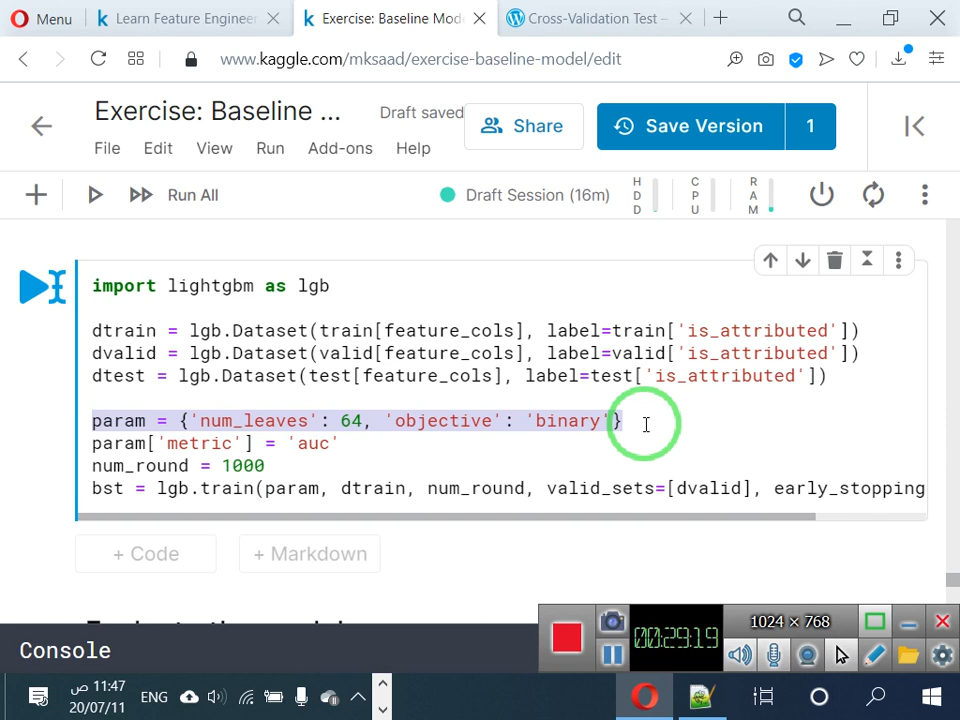 Menu
Learn Feature Engineer
Exercise: Baseline Mode
Cross-Validation Test –
www.kaggle.com/mksaad/exercise-baseline-model/edit
Exercise: Baseline ...
Draft saved
Share
Save Version
1
File Edit View Run Add-ons Help
Run All
Draft Session (16m)
HDD
CPU
RAM
import lightgbm as lgb
dtrain = lgb.Dataset(train[feature_cols], label=train['is_attributed'])
dvalid = lgb.Dataset(valid[feature_cols], label=valid['is_attributed'])
dtest = lgb.Dataset(test[feature_cols], label=test['is_attributed'])
param = {'num_leaves': 64, 'objective': 'binary'}
param['metric'] = 'auc'
num_round = 1000
bst = lgb.train(param, dtrain, num_round, valid_sets=[dvalid], early_stopping
+ Code
+ Markdown
Console
00:29:19
1024 × 768
11:47 ص
20/07/11
ENG